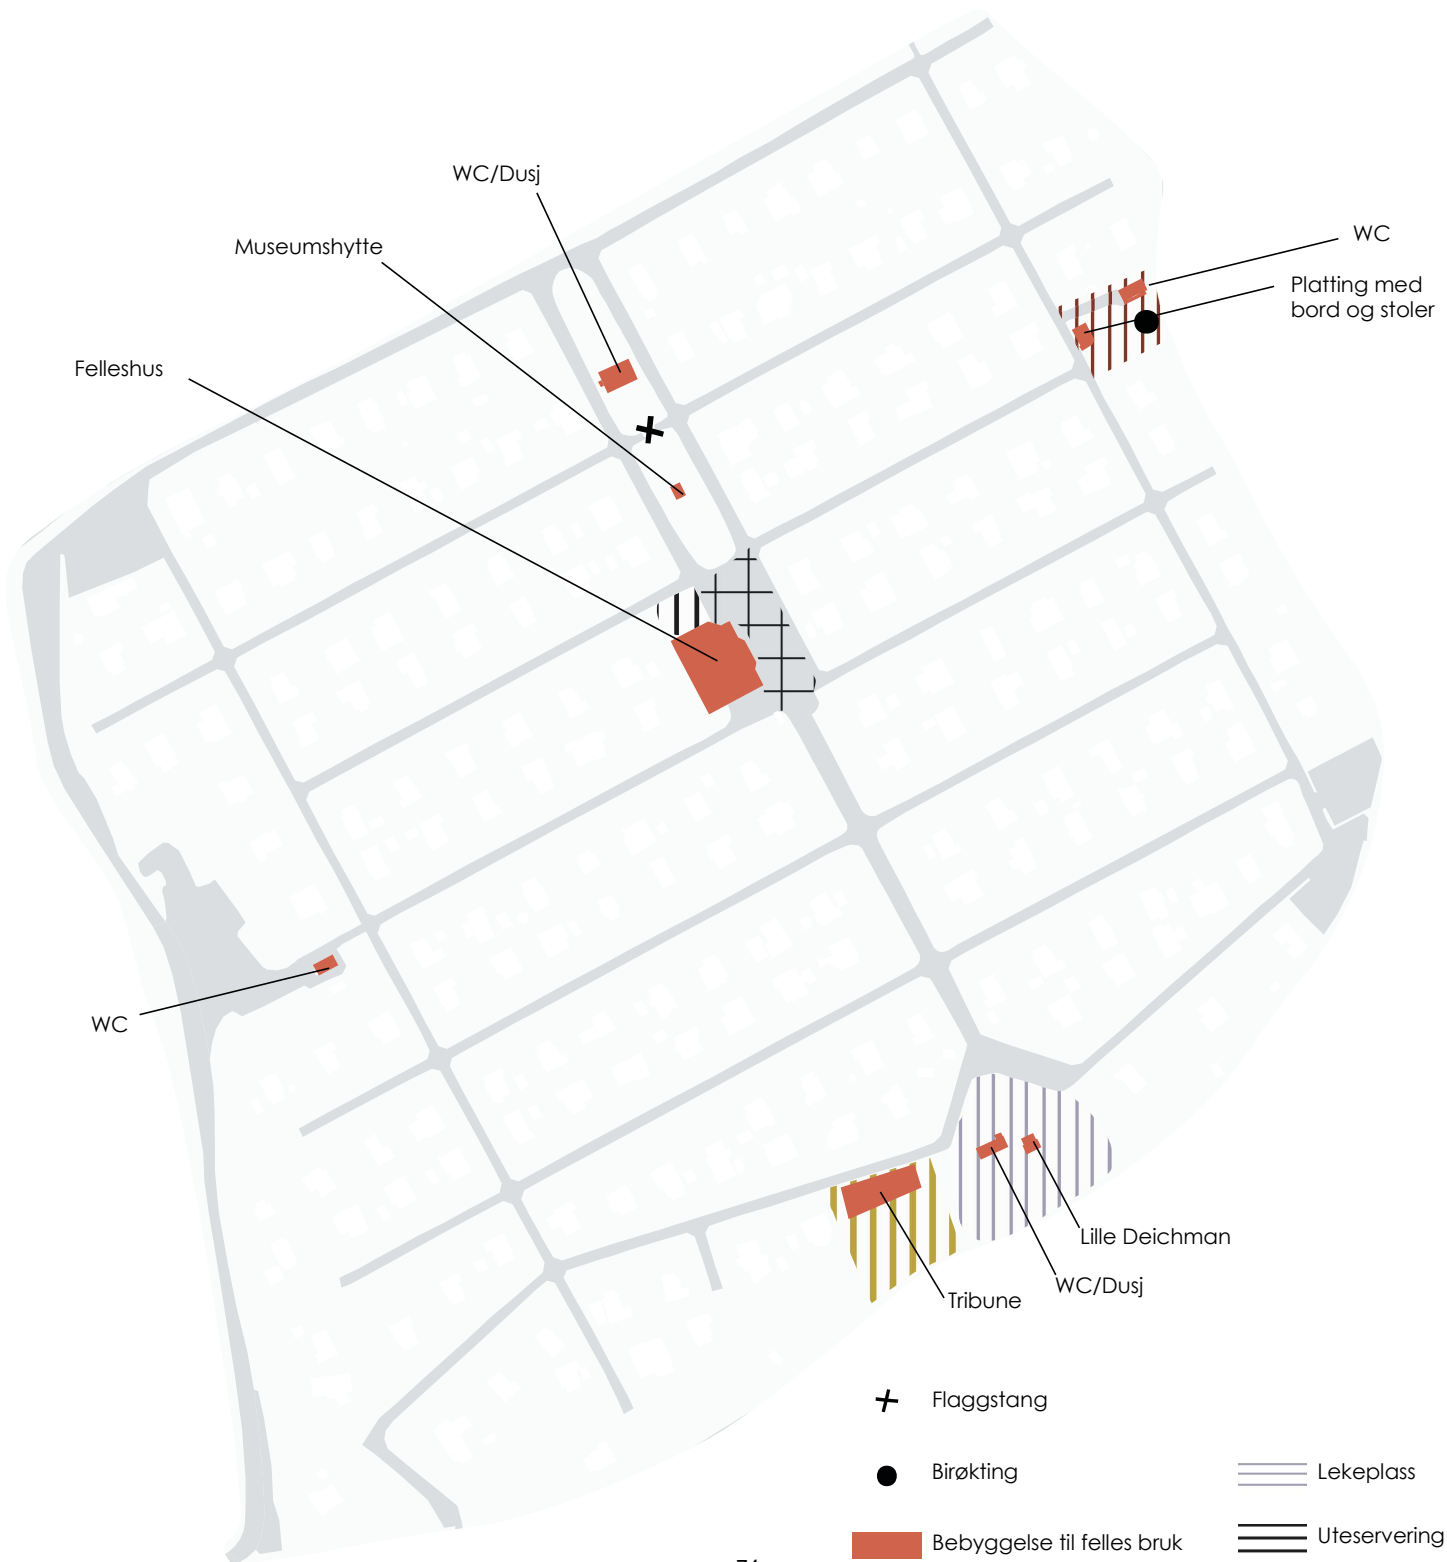 WC/Dusj
Museumshytte
WC
Platting med
bord og stoler
Felleshus
WC
Lille Deichman
WC/Dusj
Tribune
Flaggstang
Birøkting
Lekeplass
Uteservering
Bebyggelse til felles bruk